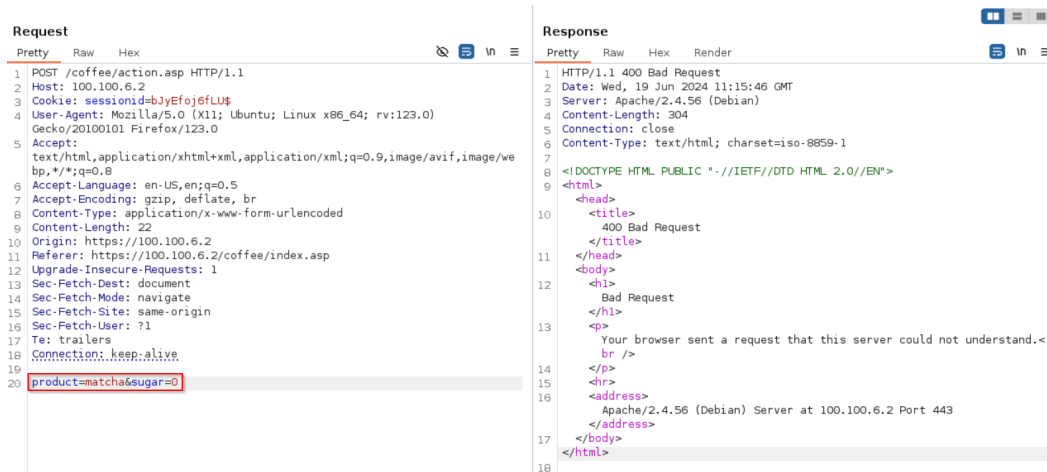 Request
Pretty Raw Hex \n
1 POST /coffee/action.asp HTTP/1.1
2 Host: 100.100.6.2
3 Cookie: sessionid=bJyEfoj6fLU$
4 User-Agent: Mozilla/5.0 (X11; Ubuntu; Linux x86_64; rv:123.0)
Gecko/20100101 Firefox/123.0
5 Accept:
text/html,application/xhtml+xml,application/xml;q=0.9,image/avif,image/we
bp,*/*;q=0.8
6 Accept-Language: en-US,en;q=0.5
7 Accept-Encoding: gzip, deflate, br
8 Content-Type: application/x-www-form-urlencoded
9 Content-Length: 22
10 Origin: https://100.100.6.2
11 Referer: https://100.100.6.2/coffee/index.asp
12 Upgrade-Insecure-Requests: 1
13 Sec-Fetch-Dest: document
14 Sec-Fetch-Mode: navigate
15 Sec-Fetch-Site: same-origin
16 Sec-Fetch-User: ?1
17 Te: trailers
18 Connection: keep-alive
19
20 product=matcha&sugar=0
Response
Pretty Raw Hex Render \n
1 HTTP/1.1 400 Bad Request
2 Date: Wed, 19 Jun 2024 11:15:46 GMT
3 Server: Apache/2.4.56 (Debian)
4 Content-Length: 304
5 Connection: close
6 Content-Type: text/html; charset=iso-8859-1
7
8 <!DOCTYPE HTML PUBLIC "-//IETF//DTD HTML 2.0//EN">
9 <html>
<head>
10 <title>
400 Bad Request
</title>
11 </head>
<body>
12 <h1>
Bad Request
</h1>
13 <p>
Your browser sent a request that this server could not understand.<
br />
14 </p>
15 <hr>
16 <address>
Apache/2.4.56 (Debian) Server at 100.100.6.2 Port 443
</address>
17 </body>
</html>
18